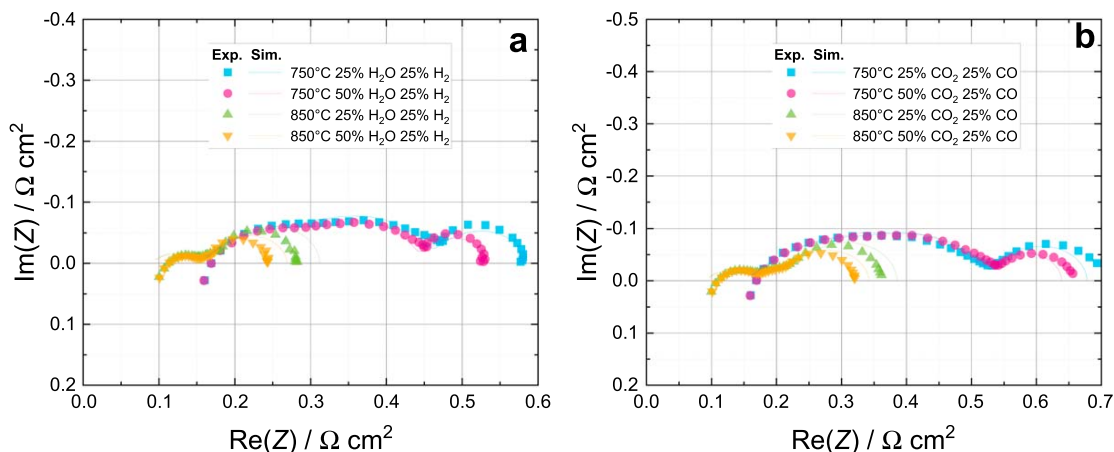 a
Exp. Sim.
750°C 25% H₂O 25% H₂
750°C 50% H₂O 25% H₂
850°C 25% H₂O 25% H₂
850°C 50% H₂O 25% H₂
-0.4
-0.3
-0.2
-0.1
0.0
0.1
0.2
Im(Z) / Ω cm²
0.0 0.1 0.2 0.3 0.4 0.5 0.6
Re(Z) / Ω cm²
b
Exp. Sim.
750°C 25% CO₂ 25% CO
750°C 50% CO₂ 25% CO
850°C 25% CO₂ 25% CO
850°C 50% CO₂ 25% CO
-0.5
-0.4
-0.3
-0.2
-0.1
0.0
0.1
0.2
Im(Z) / Ω cm²
0.0 0.1 0.2 0.3 0.4 0.5 0.6 0.7
Re(Z) / Ω cm²